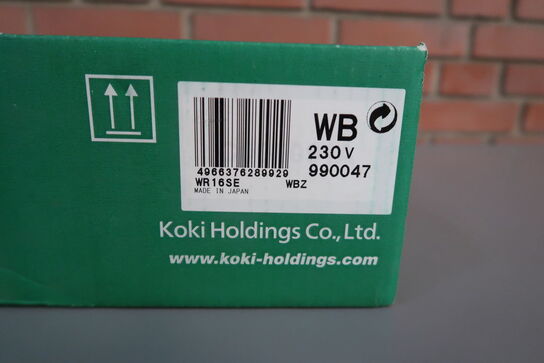 WB
230V
4966376289929 990047
WR16SE WBZ
MADE IN JAPAN
Koki Holdings Co.,Ltd.
www.koki-holdings.com